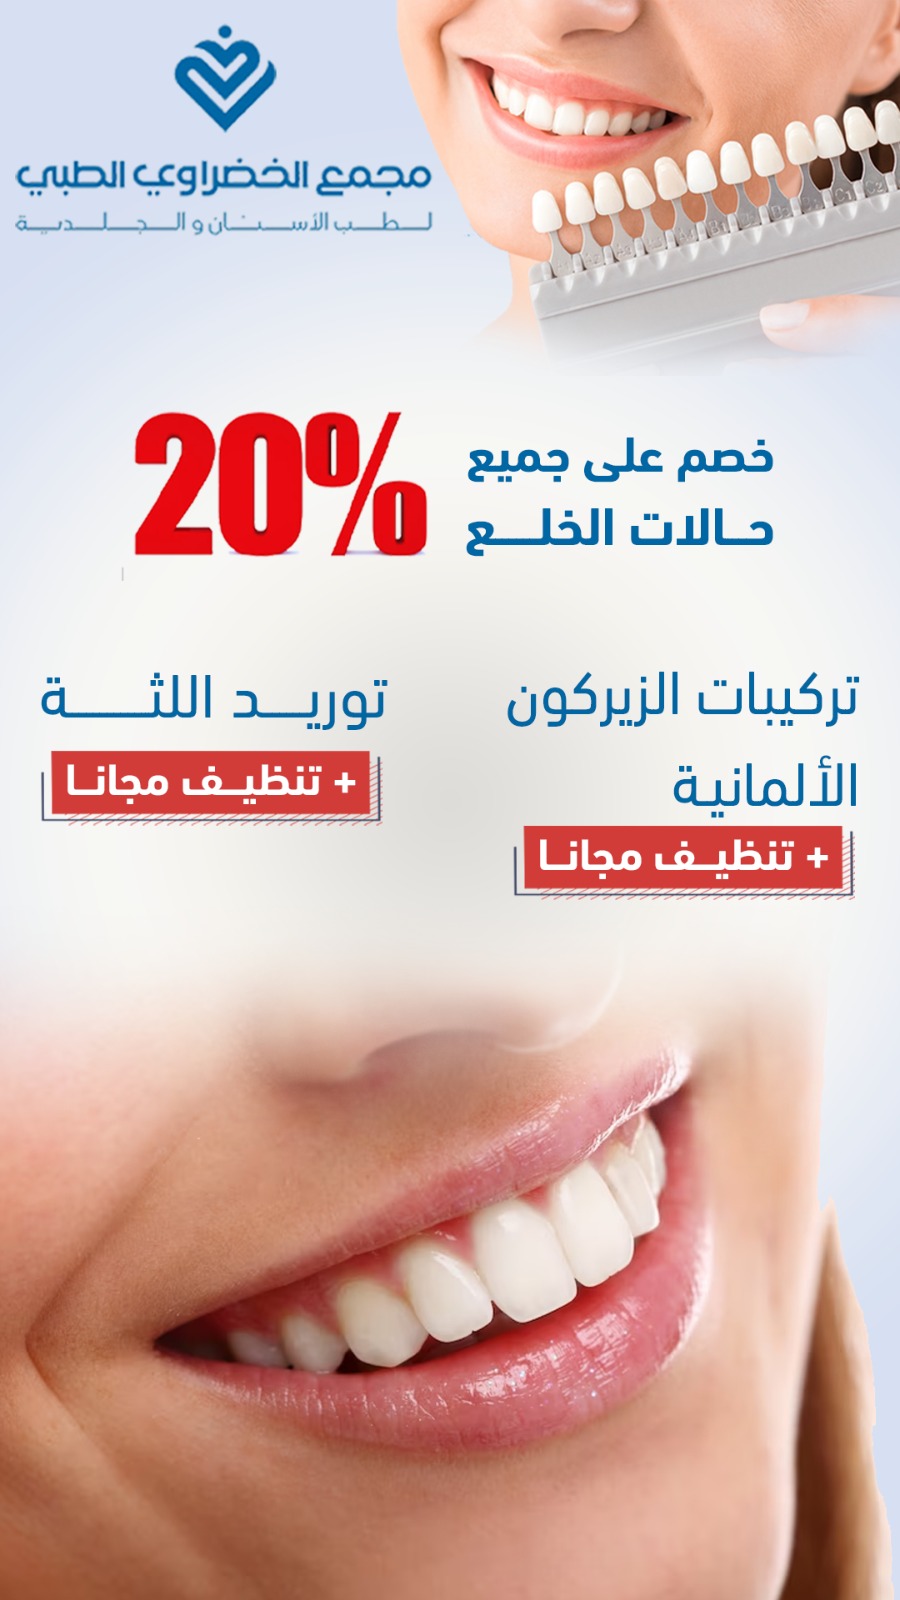 مجمع الخضراوي الطبي
لطب الأسنان و الجلدية
خصم على جميع
حالات الخلع
20%
تركيبات الزيركون
الألمانية
+ تنظيف مجانا
توريد اللثة
+ تنظيف مجانا